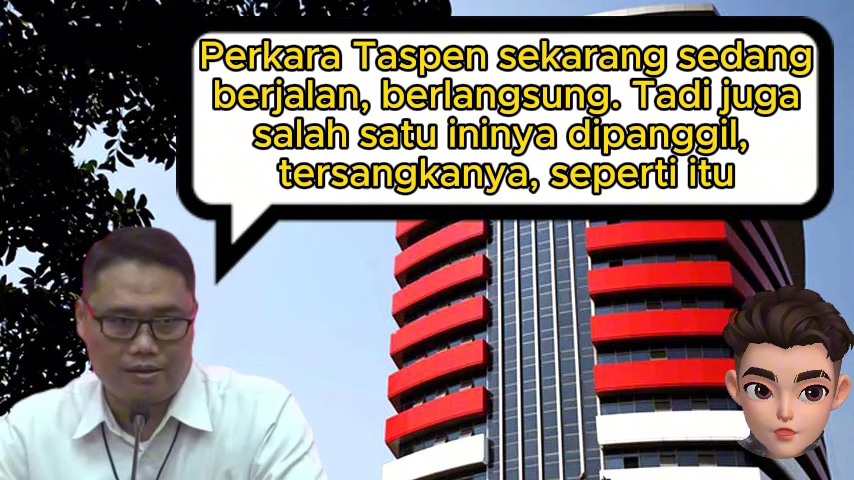 Perkara Taspen sekarang sedang
berjalan, berlangsung. Tadi juga
salah satu ininya dipanggil,
tersangkanya, seperti itu